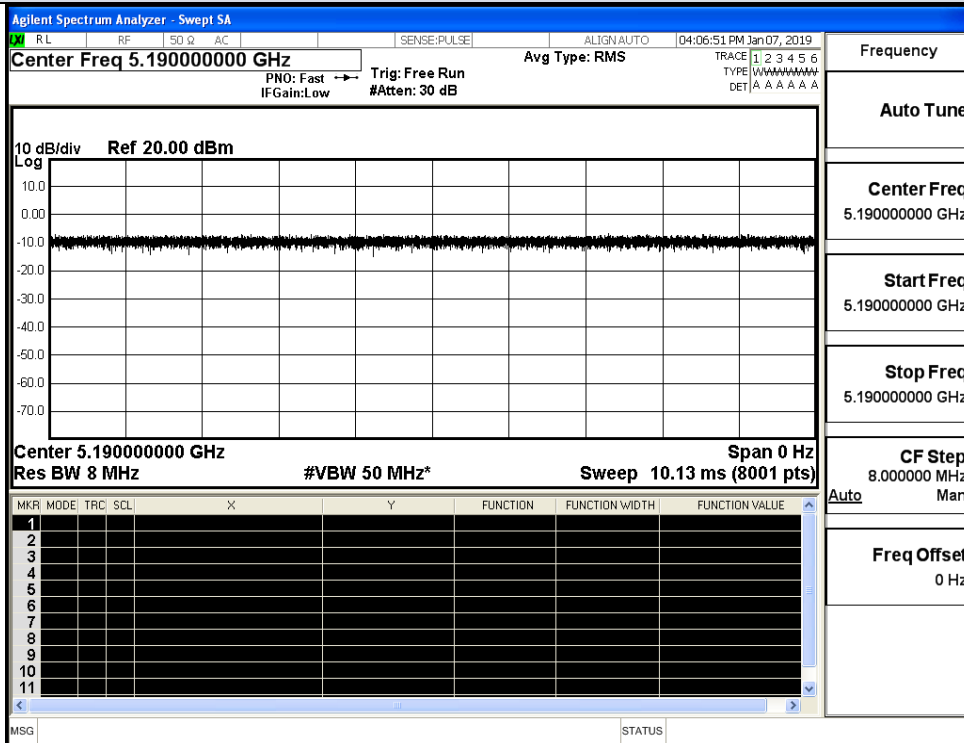 Agilent Spectrum Analyzer - Swept SA
LXI RL RF 50 Ω AC SENSE:PULSE ALIGN AUTO 04:06:51 PM Jan 07, 2019
Center Freq 5.190000000 GHz Avg Type: RMS TRACE 1 2 3 4 5 6
PNO: Fast Trig: Free Run TYPE WWWWWW
IFGain:Low #Atten: 30 dB DET A A A A A A
10 dB/div Ref 20.00 dBm
Log
10.0
0.00
-10.0
-20.0
-30.0
-40.0
-50.0
-60.0
-70.0
Center 5.190000000 GHz Span 0 Hz
Res BW 8 MHz #VBW 50 MHz* Sweep 10.13 ms (8001 pts)
MKR MODE TRC SCL X Y FUNCTION FUNCTION WIDTH FUNCTION VALUE
1
2
3
4
5
6
7
8
9
10
11
MSG STATUS
Frequency
Auto Tune
Center Freq
5.190000000 GHz
Start Freq
5.190000000 GHz
Stop Freq
5.190000000 GHz
CF Step
8.000000 MHz
Auto Man
Freq Offset
0 Hz